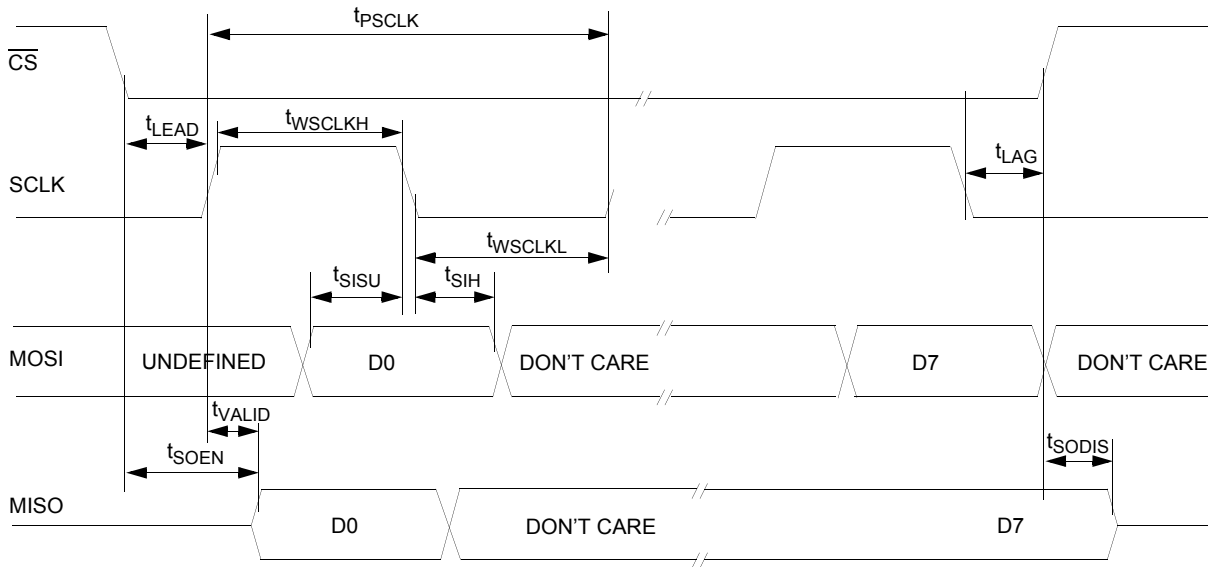 tPSCLK
CS
tLEAD
tWSCLKH
tLAG
SCLK
tWSCLKL
tSISU
tSIH
MOSI
UNDEFINED
D0
DON'T CARE
D7
DON'T CARE
tVALID
tSOEN
tSODIS
MISO
D0
DON'T CARE
D7